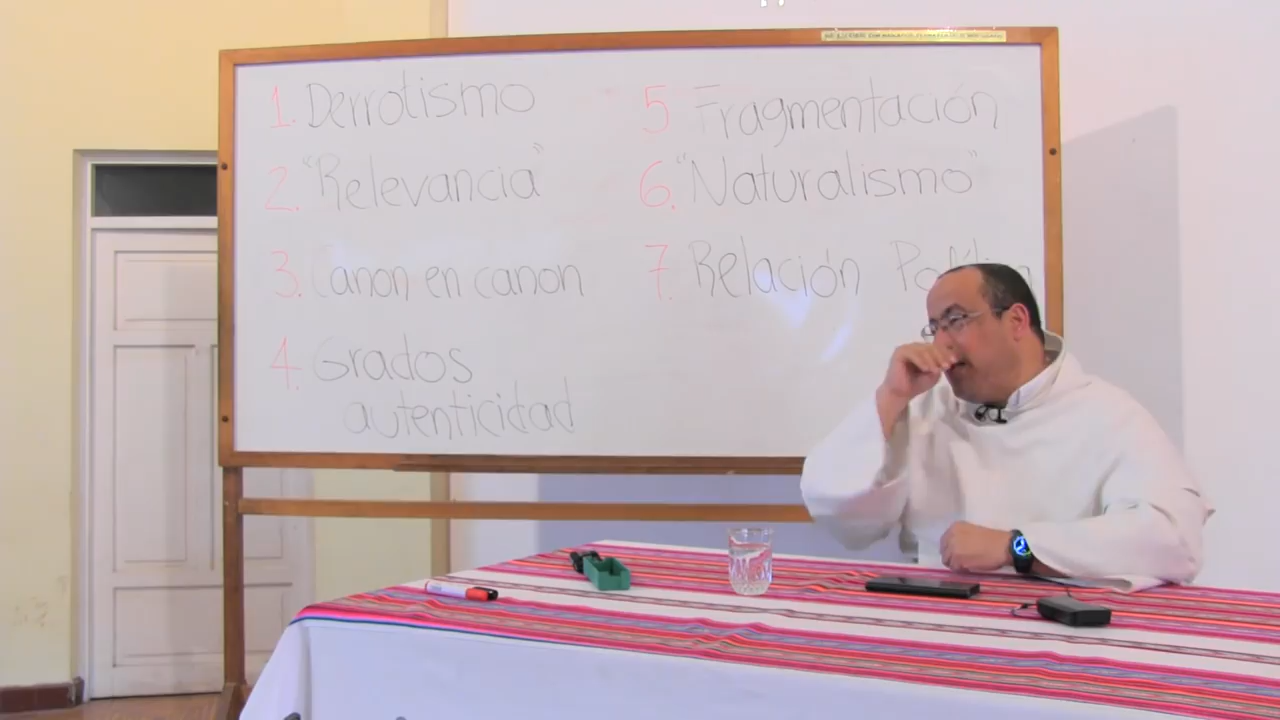 1. Derrotismo
2. "Relevancia"
3. Canon en canon
4. Grados
autenticidad
5 Fragmentación
6. "Naturalismo"
7. Relación